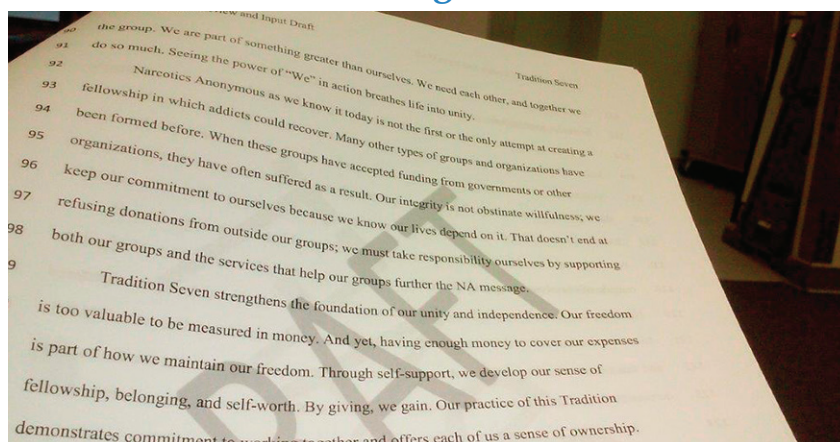 ew and Input Draft
Tradition Seven
90 the group. We are part of something greater than ourselves. We need each other, and together we
91 do so much. Seeing the power of "We" in action breathes life into unity.
92 Narcotics Anonymous as we know it today is not the first or the only attempt at creating a
93 fellowship in which addicts could recover. Many other types of groups and organizations have
94 been formed before. When these groups have accepted funding from governments or other
95 organizations, they have often suffered as a result. Our integrity is not obstinate willfulness; we
96 keep our commitment to ourselves because we know our lives depend on it. That doesn't end at
97 refusing donations from outside our groups; we must take responsibility ourselves by supporting
98 both our groups and the services that help our groups further the NA message.
9 Tradition Seven strengthens the foundation of our unity and independence. Our freedom
is too valuable to be measured in money. And yet, having enough money to cover our expenses
is part of how we maintain our freedom. Through self-support, we develop our sense of
fellowship, belonging, and self-worth. By giving, we gain. Our practice of this Tradition
demonstrates commitment to working together and offers each of us a sense of ownership.
DRAFT